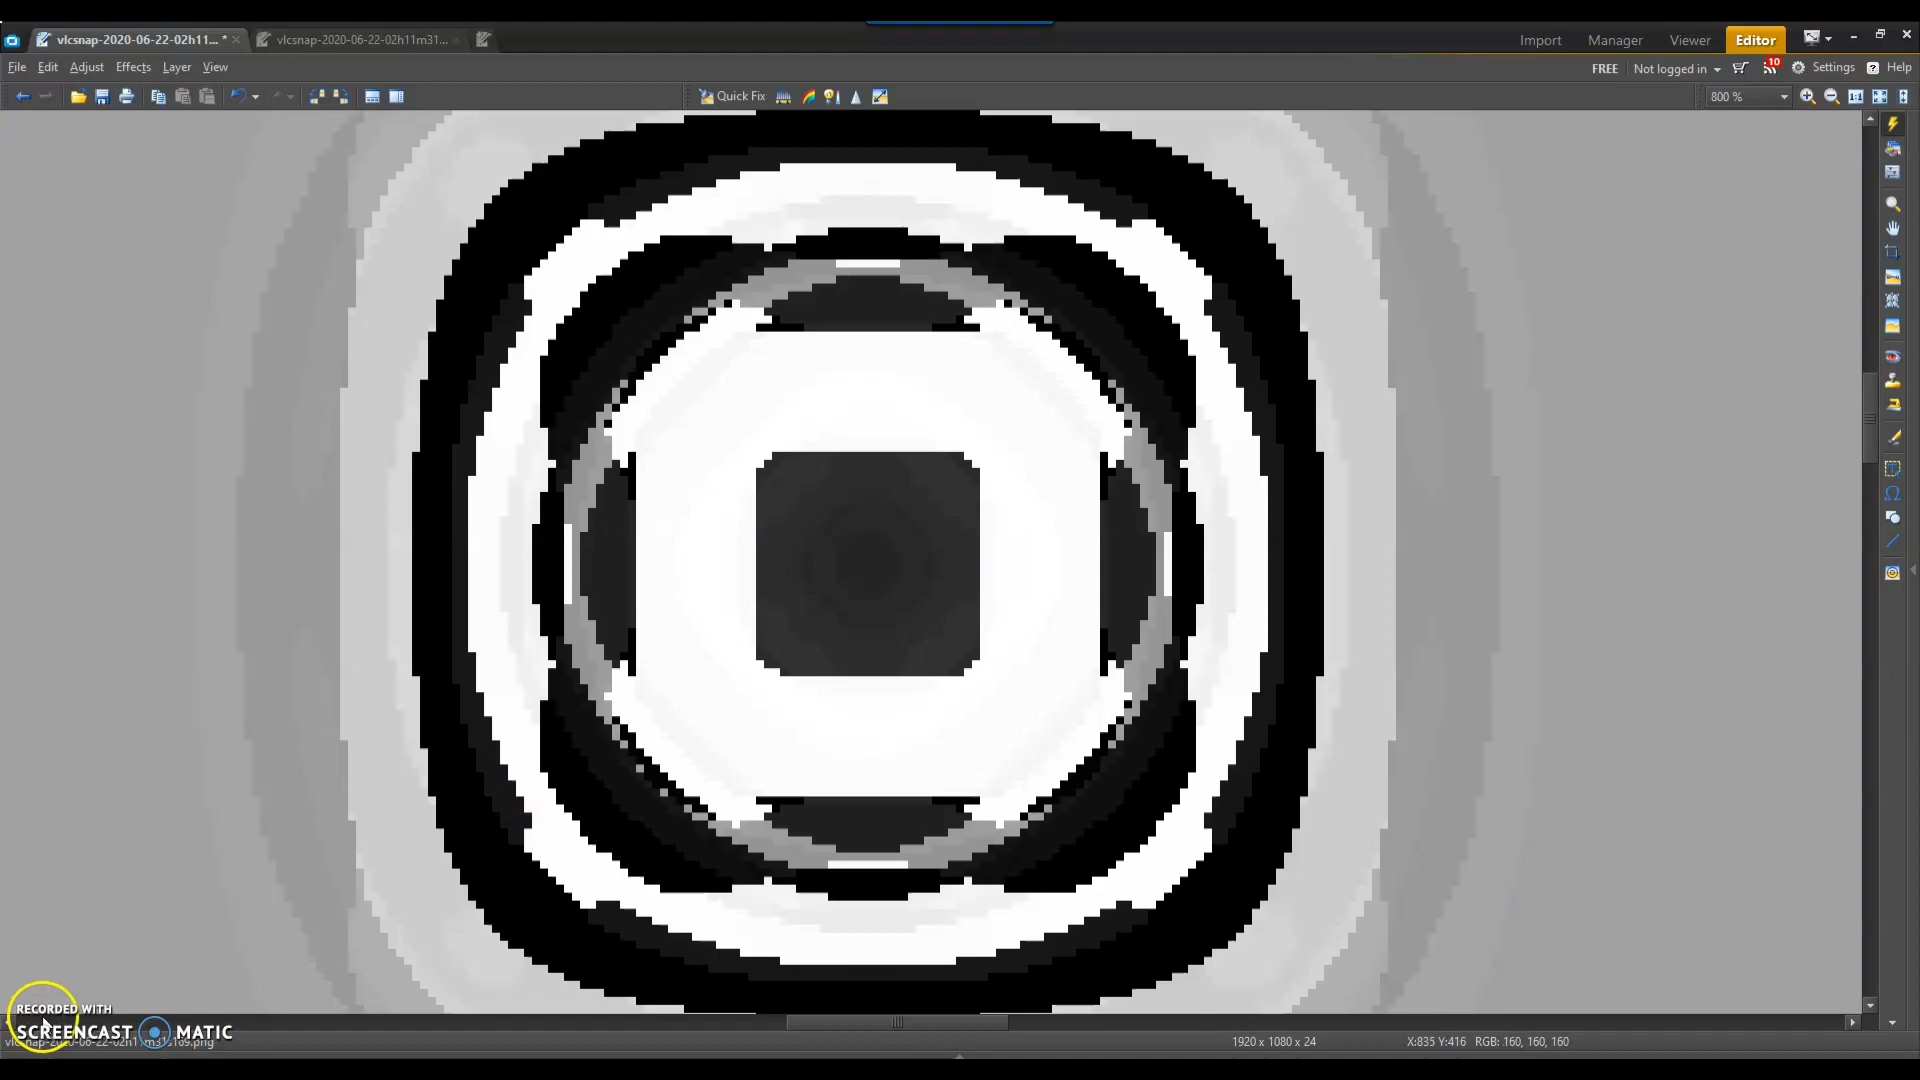 vlcsnap-2020-06-22-02h11... *
vlcsnap-2020-06-22-02h11m31...
Import
Manager
Viewer
Editor
File
Edit
Adjust
Effects
Layer
View
FREE
Not logged in
10
Settings
Help
Quick Fix
800 %
RECORDED WITH
SCREENCAST MATIC
1920 x 1080 x 24
X:835 Y:416
RGB: 160, 160, 160